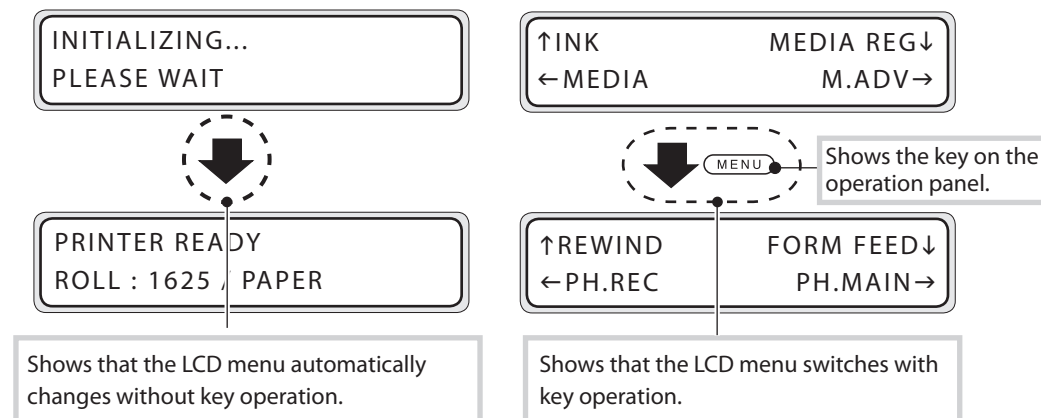 INITIALIZING...
PLEASE WAIT
PRINTER READY
ROLL : 1625 / PAPER
Shows that the LCD menu automatically
changes without key operation.
↑INK MEDIA REG↓
←MEDIA M.ADV→
MENU
Shows the key on the
operation panel.
↑REWIND FORM FEED↓
←PH.REC PH.MAIN→
Shows that the LCD menu switches with
key operation.